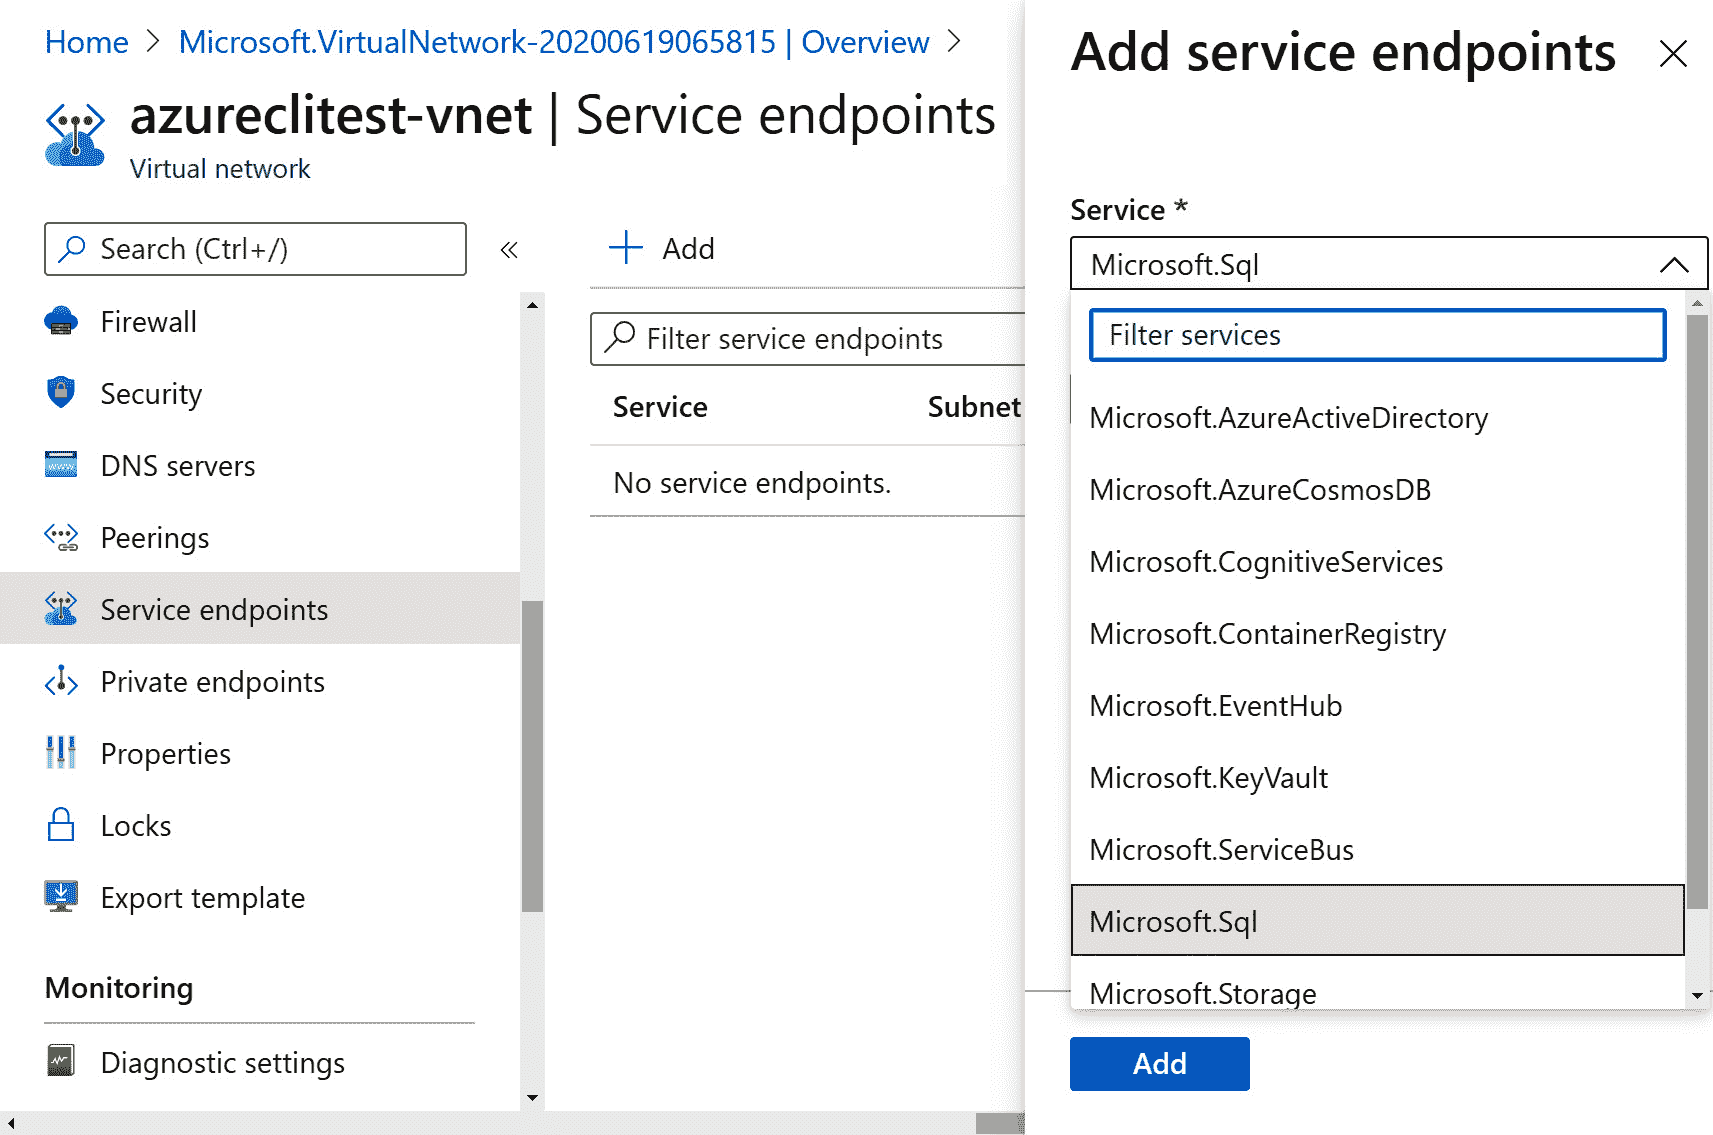 Home > Microsoft.VirtualNetwork-20200619065815 | Overview >
azureclitest-vnet | Service endpoints
Virtual network
Search (Ctrl+/)
«
Firewall
Security
DNS servers
Peerings
Service endpoints
Private endpoints
Properties
Locks
Export template
Monitoring
Diagnostic settings
+ Add
Filter service endpoints
Service Subnet
No service endpoints.
Add service endpoints
Service *
Microsoft.Sql
Filter services
Microsoft.AzureActiveDirectory
Microsoft.AzureCosmosDB
Microsoft.CognitiveServices
Microsoft.ContainerRegistry
Microsoft.EventHub
Microsoft.KeyVault
Microsoft.ServiceBus
Microsoft.Sql
Microsoft.Storage
Add